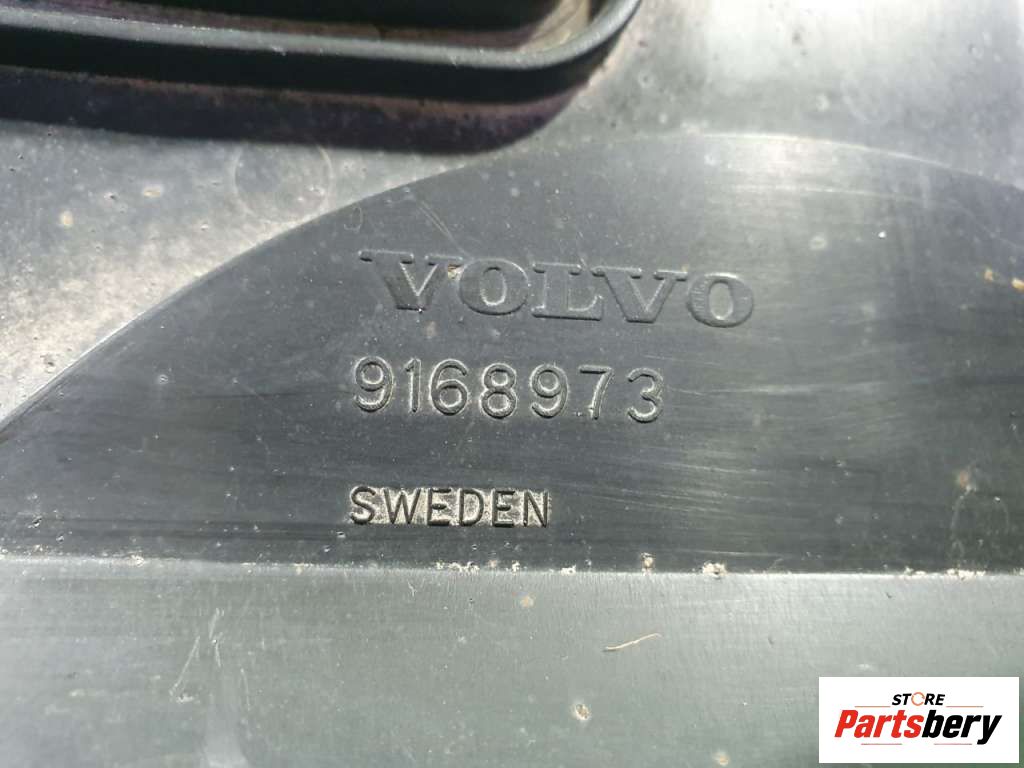 VOLVO
9168973
SWEDEN
STORE
Partsbery